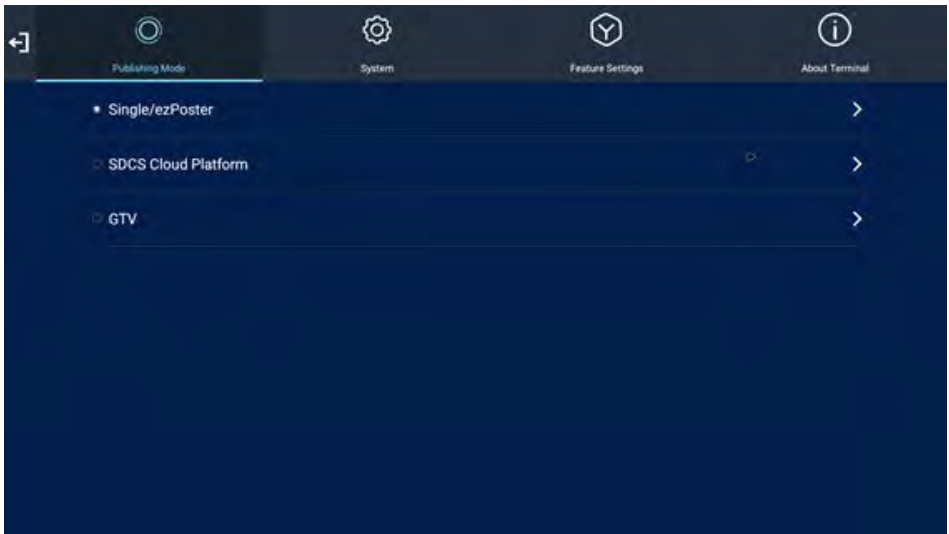 Publishing Mode
System
Feature Settings
About Terminal
Single/ezPoster
SDCS Cloud Platform
GTV